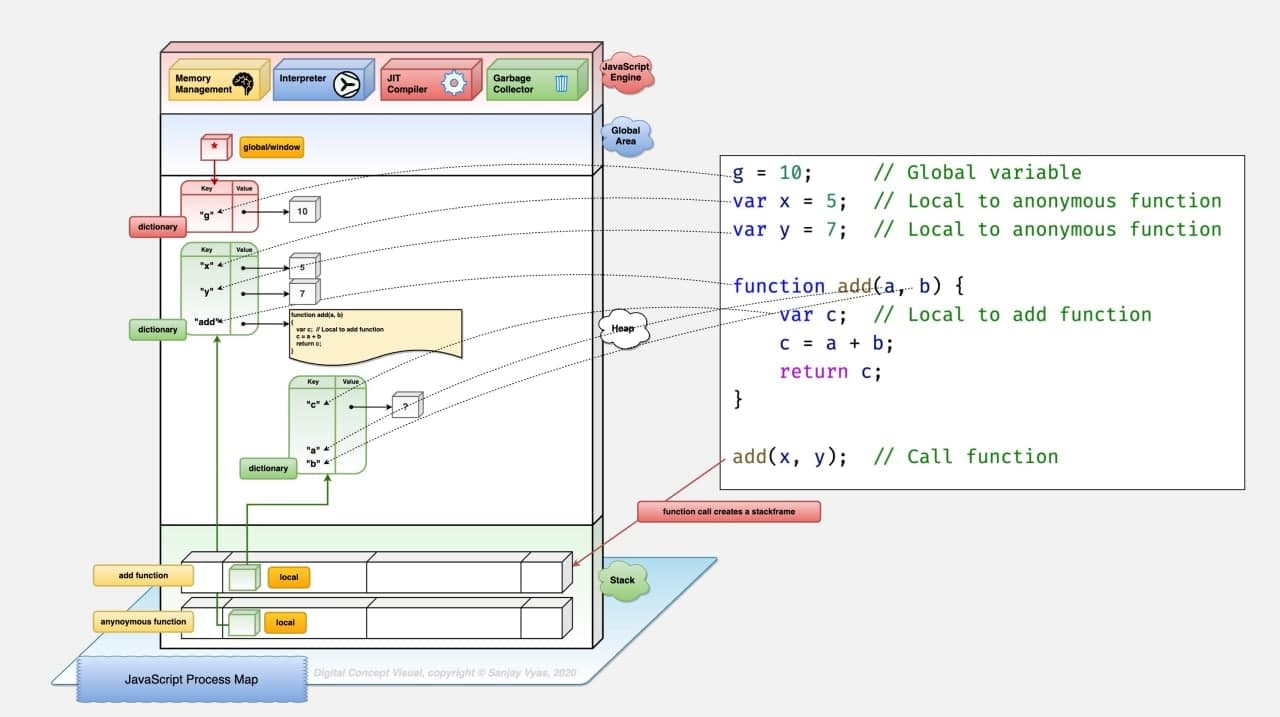 Memory
Management
Interpreter
JIT
Compiler
Garbage
Collector
JavaScript
Engine
global/window
Global
Area
Key Value
"g"
10
dictionary
Key Value
"x"
5
"y"
7
"add"
dictionary
function add(a, b)
{
var c; // Local to add function
c = a + b
return c;
}
Heap
Key Value
"c"
?
"a"
"b"
dictionary
g = 10; // Global variable
var x = 5; // Local to anonymous function
var y = 7; // Local to anonymous function
function add(a, b) {
var c; // Local to add function
c = a + b;
return c;
}
add(x, y); // Call function
function call creates a stackframe
add function
local
Stack
anynoymous function
local
JavaScript Process Map
Digital Concept Visual, copyright © Sanjay Vyas, 2020